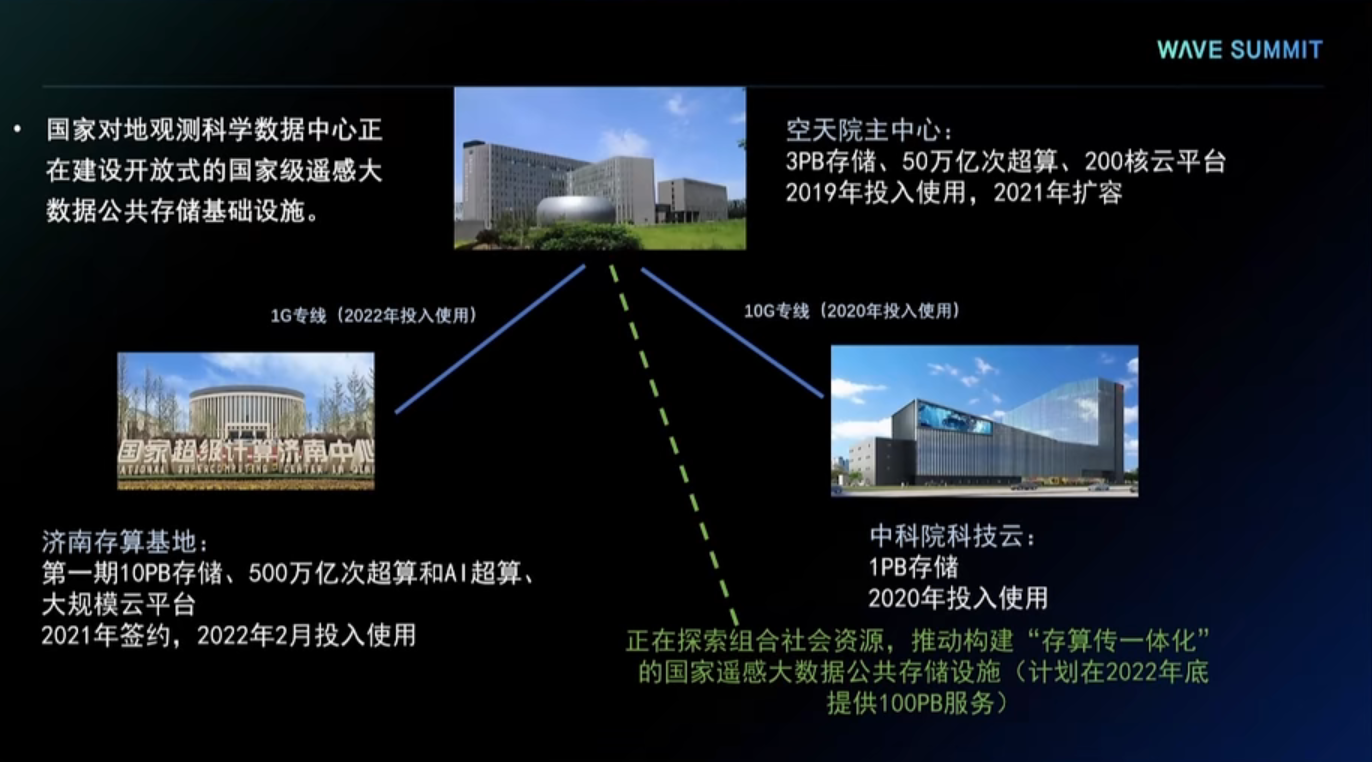 WAVE SUMMIT
• 国家对地观测科学数据中心正
在建设开放式的国家级遥感大
数据公共存储基础设施。
空天院主中心：
3PB存储、50万亿次超算、200核云平台
2019年投入使用，2021年扩容
1G专线（2022年投入使用）
10G专线（2020年投入使用）
国家超级计算济南中心
NATIONAL SUPERCOMPUTING CENTER IN
济南存算基地：
第一期10PB存储、500万亿次超算和AI超算、
大规模云平台
2021年签约，2022年2月投入使用
中科院科技云：
1PB存储
2020年投入使用
正在探索组合社会资源，推动构建“存算传一体化”
的国家遥感大数据公共存储设施（计划在2022年底
提供100PB服务）